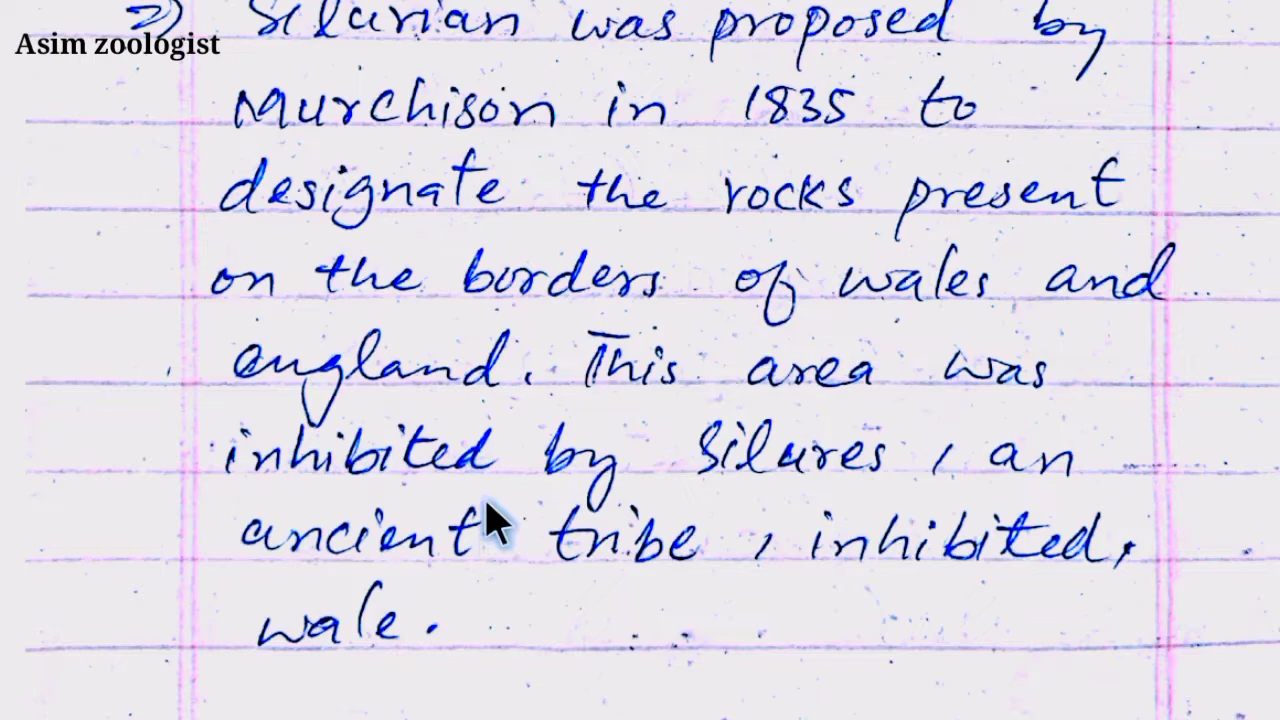 2) Silurian was proposed by
Asim zoologist
Murchison in 1835 to
designate the rocks present
on the borders of wales and
england. This area was
inhibited by Silures, an
ancient tribe, inhibited.
wale.